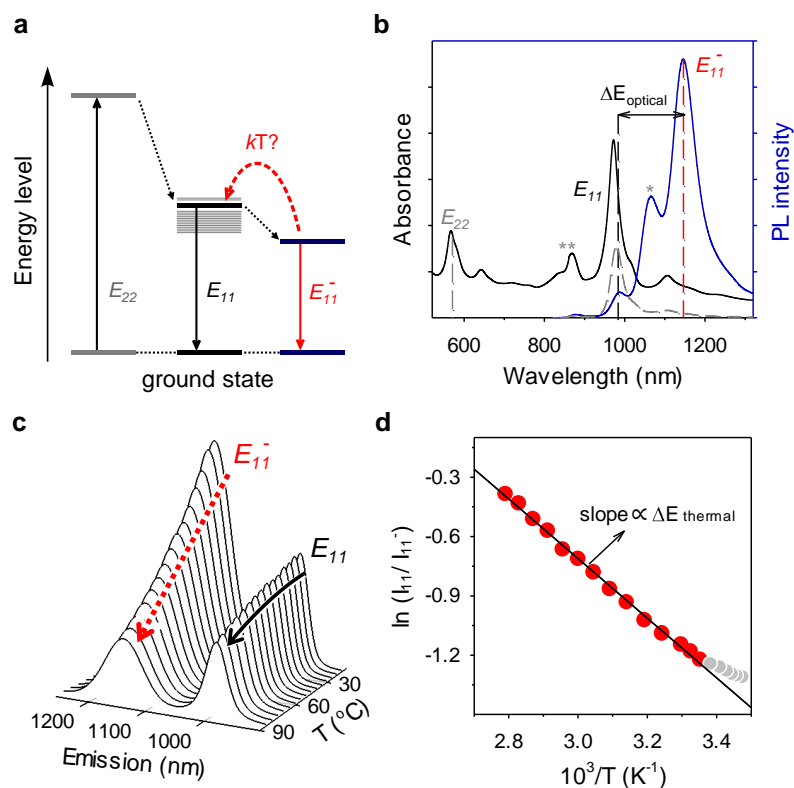 a
Energy level
kT?
E22
E11
E11-
ground state
b
Absorbance
PL intensity
E22
**
E11
ΔEoptical
*
E11-
600 800 1000 1200
Wavelength (nm)
c
E11-
E11
1200 1100 1000
Emission (nm)
30
60
90
T (°C)
d
ln (I11/ I11-)
-0.3
-0.6
-0.9
-1.2
slope ∝ ΔE thermal
2.8 3.0 3.2 3.4
10³/T (K⁻¹)